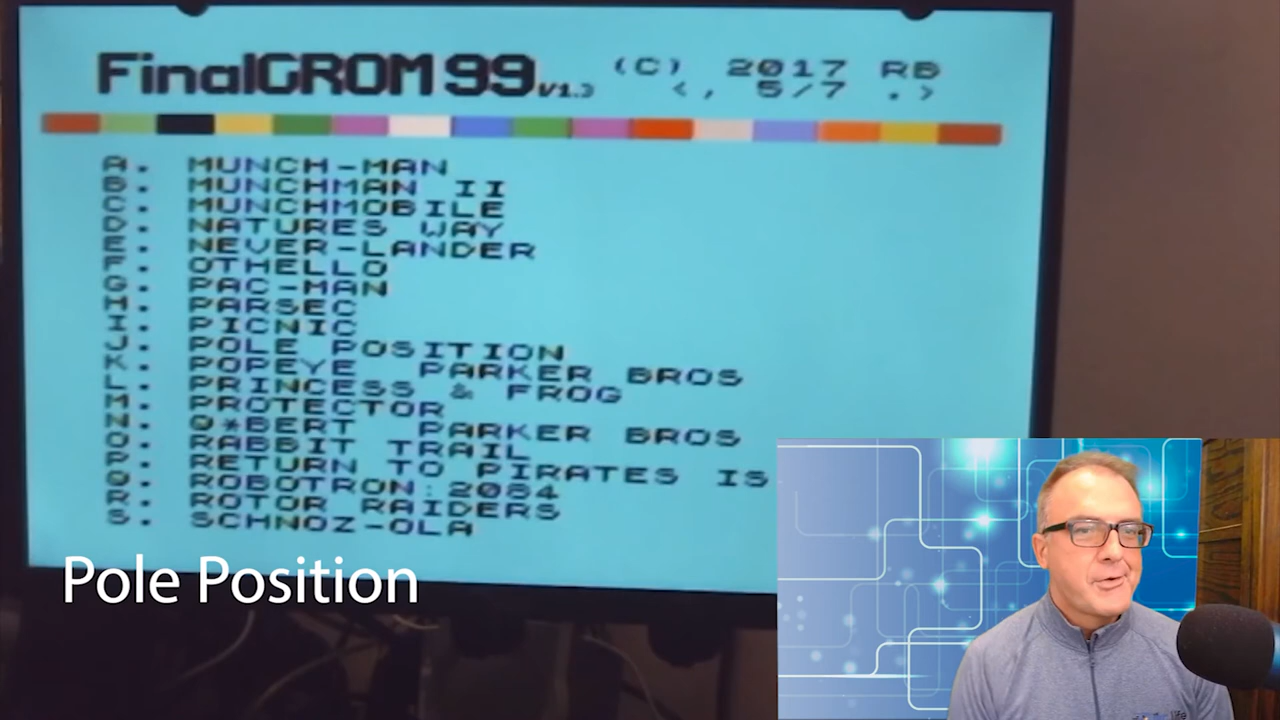 FinalGROM 99 V1.3 (C) 2017 RB
< , 5/7 . >
A. MUNCH-MAN
B. MUNCHMAN II
C. MUNCHMOBILE
D. NATURES WAY
E. NEVER-LANDER
F. OTHELLO
G. PAC-MAN
H. PARSEC
I. PICNIC
J. POLE POSITION
K. POPEYE PARKER BROS
L. PRINCESS & FROG
M. PROTECTOR
N. Q*BERT PARKER BROS
O. RABBIT TRAIL
P. RETURN TO PIRATES IS
Q. ROBOTRON:2084
R. ROTOR RAIDERS
S. SCHNOZ-OLA
Pole Position